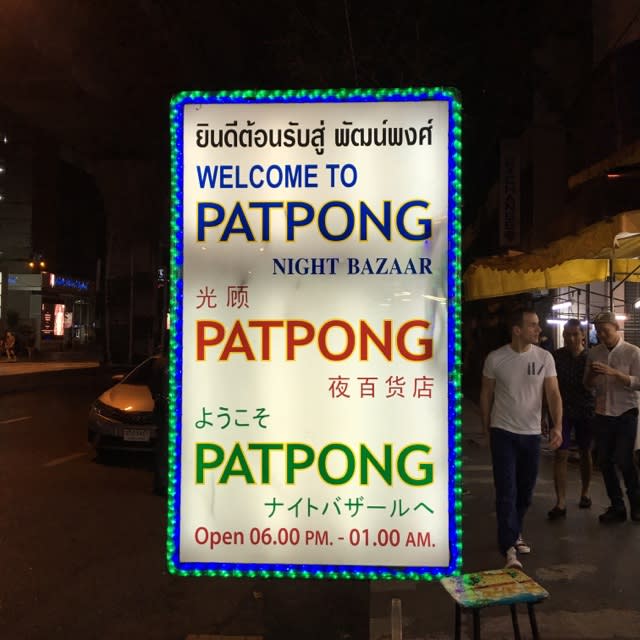 ยินดีต้อนรับสู่ พัฒน์พงศ์
WELCOME TO
PATPONG
NIGHT BAZAAR
光顾
PATPONG
夜百货店
ようこそ
PATPONG
ナイトバザールへ
Open 06.00 PM. - 01.00 AM.